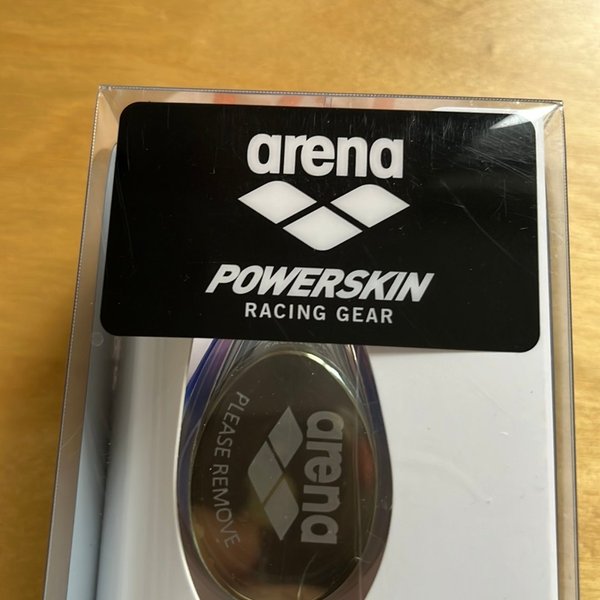 arena
POWERSKIN
RACING GEAR
PLEASE REMOVE
arena